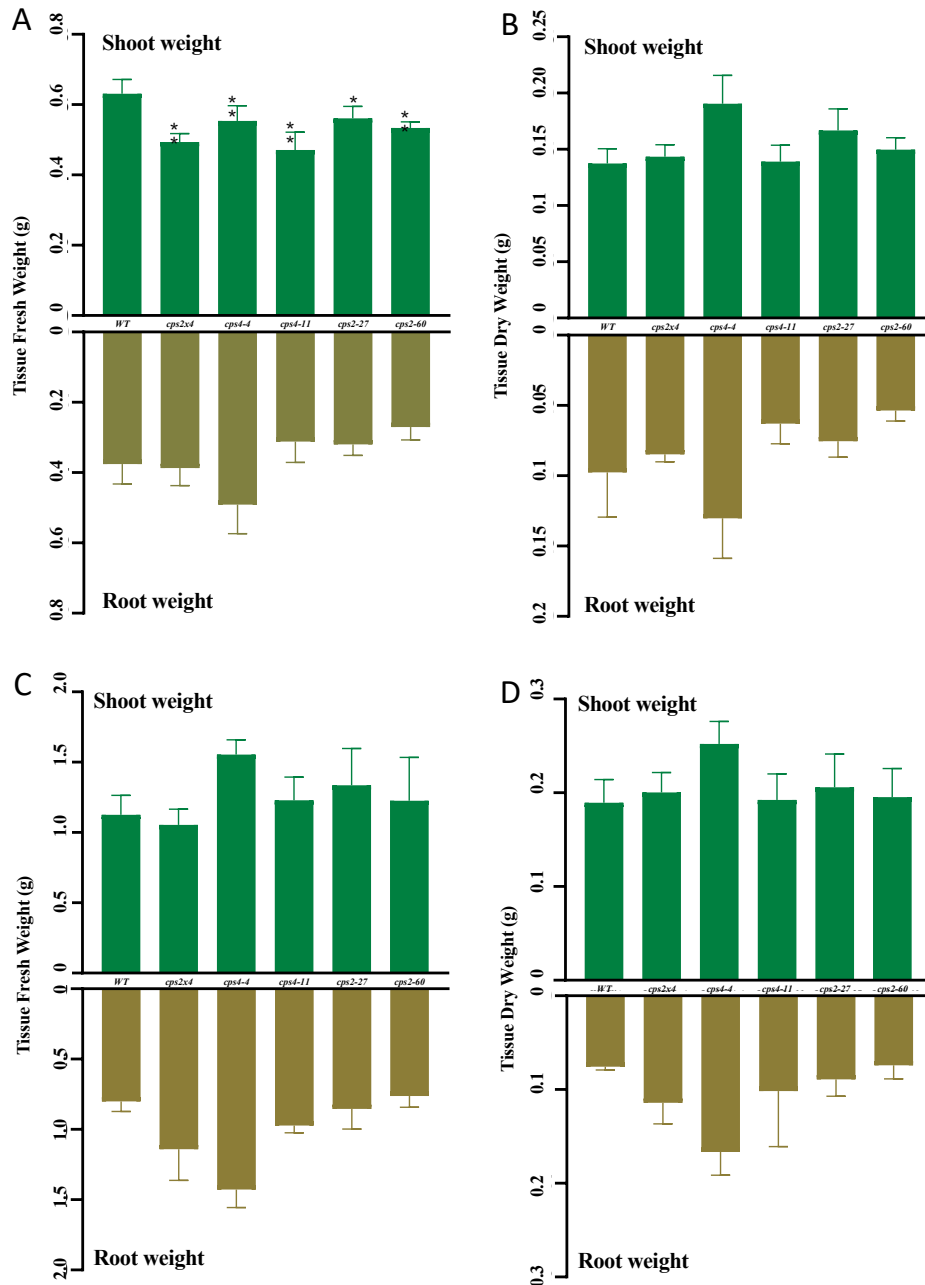 A
Shoot weight
Tissue Fresh Weight (g)
0.8
0.6
0.4
0.2
0
* * * * * * * * *
WT cps2x4 cps4-4 cps4-11 cps2-27 cps2-60
0
0.2
0.4
0.6
0.8
Root weight
B
Shoot weight
Tissue Dry Weight (g)
0.25
0.20
0.15
0.1
0.05
0
WT cps2x4 cps4-4 cps4-11 cps2-27 cps2-60
0
0.05
0.1
0.15
0.2
Root weight
C
Shoot weight
Tissue Fresh Weight (g)
2.0
1.5
1.0
0.5
0
WT cps2x4 cps4-4 cps4-11 cps2-27 cps2-60
0
0.5
1.0
1.5
2.0
Root weight
D
Shoot weight
Tissue Dry Weight (g)
0.3
0.2
0.1
0
WT cps2x4 cps4-4 cps4-11 cps2-27 cps2-60
0
0.1
0.2
0.3
Root weight